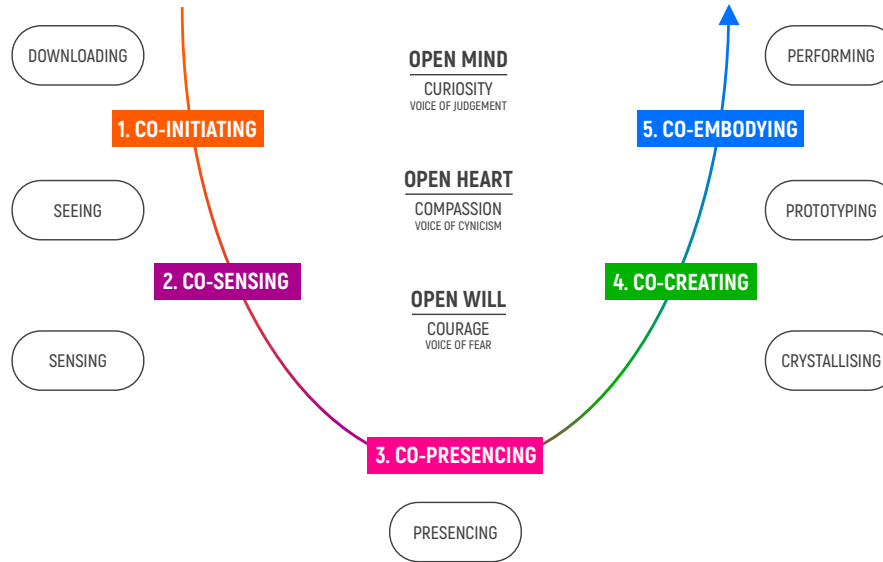 DOWNLOADING
OPEN MIND
CURIOSITY
VOICE OF JUDGEMENT
PERFORMING
1. CO-INITIATING
5. CO-EMBODYING
SEEING
OPEN HEART
COMPASSION
VOICE OF CYNICISM
PROTOTYPING
2. CO-SENSING
4. CO-CREATING
OPEN WILL
COURAGE
VOICE OF FEAR
SENSING
CRYSTALLISING
3. CO-PRESENCING
PRESENCING